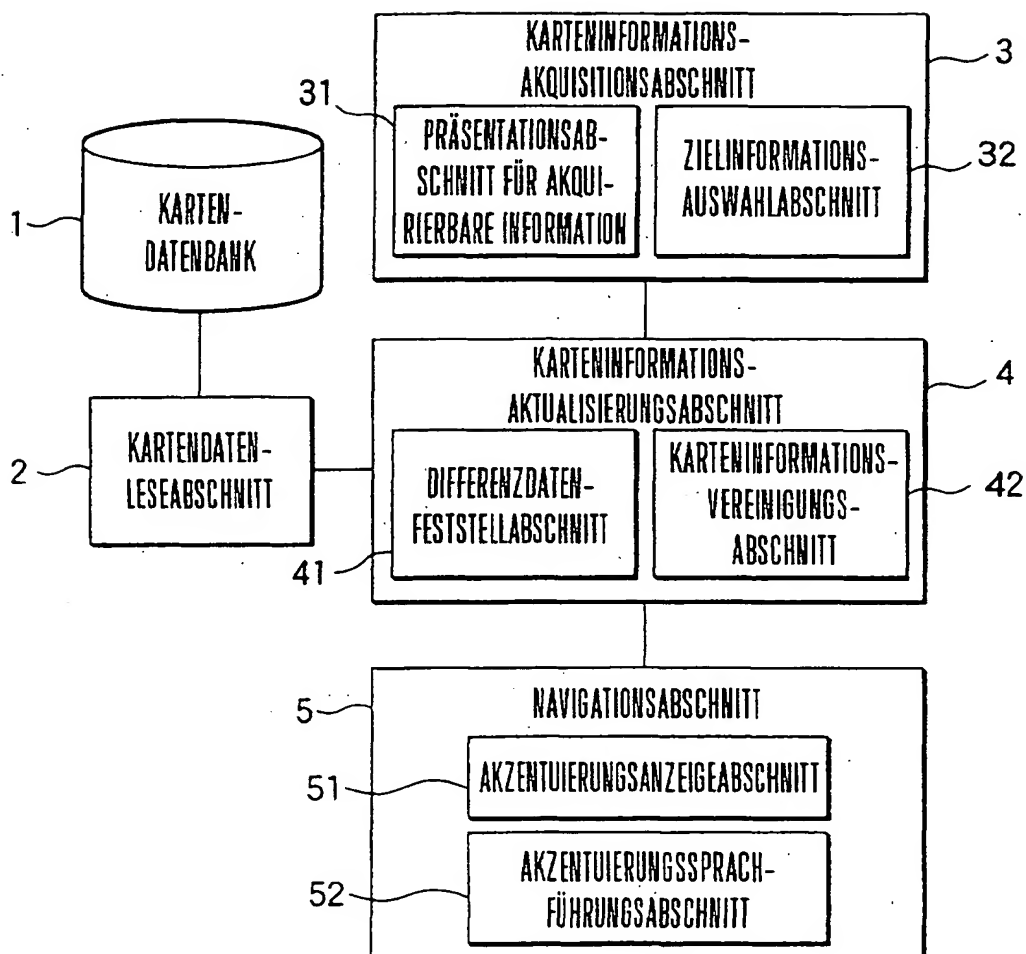 KARTENINFORMATIONS-
AKQUISITIONSABSCHNITT
3
31
PRÄSENTATIONSAB-
SCHNITT FÜR AKQUI-
RIERBARE INFORMATION
ZIELINFORMATIONS-
AUSWAHLABSCHNITT
32
1
KARTEN-
DATENBANK
KARTENINFORMATIONS-
AKTUALISIERUNGSABSCHNITT
4
2
KARTENDATEN-
LESEABSCHNITT
DIFFERENZDATEN-
FESTSTELLABSCHNITT
41
KARTENINFORMATIONS-
VEREINIGUNGS-
ABSCHNITT
42
5
NAVIGATIONSABSCHNITT
51
AKZENTUIERUNGSANZEIGEABSCHNITT
52
AKZENTUIERUNGSSPRACH-
FÜHRUNGSABSCHNITT